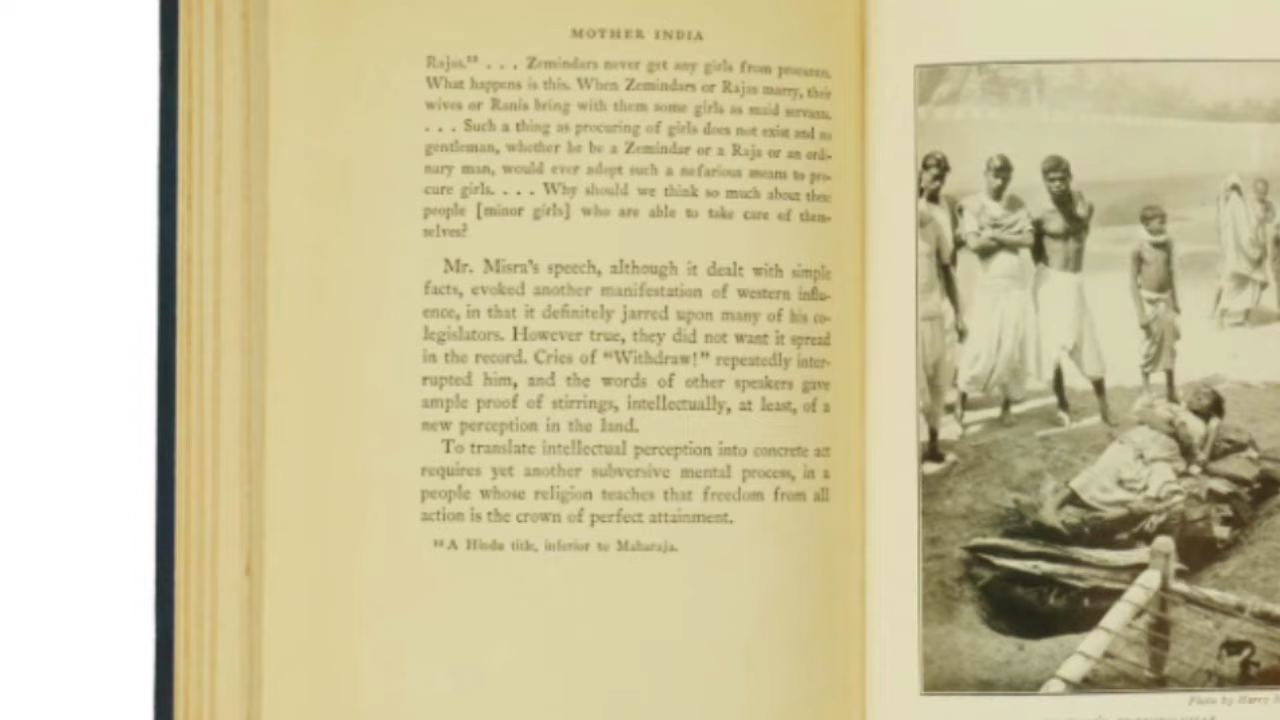 MOTHER INDIA
Rajas.¹² . . . Zemindars never get any girls from procurers.
What happens is this. When Zemindars or Rajas marry, their
wives or Ranis bring with them some girls as maid servants.
. . . Such a thing as procuring of girls does not exist and no
gentleman, whether he be a Zemindar or a Raja or an ordi-
nary man, would ever adopt such a nefarious means to pro-
cure girls. . . . Why should we think so much about these
people [minor girls] who are able to take care of them-
selves?
Mr. Misra's speech, although it dealt with simple
facts, evoked another manifestation of western influ-
ence, in that it definitely jarred upon many of his co-
legislators. However true, they did not want it spread
in the record. Cries of "Withdraw!" repeatedly inter-
rupted him, and the words of other speakers gave
ample proof of stirrings, intellectually, at least, of a
new perception in the land.
To translate intellectual perception into concrete act
requires yet another subversive mental process, in a
people whose religion teaches that freedom from all
action is the crown of perfect attainment.
¹² A Hindu title, inferior to Maharaja.
Photo by Harry